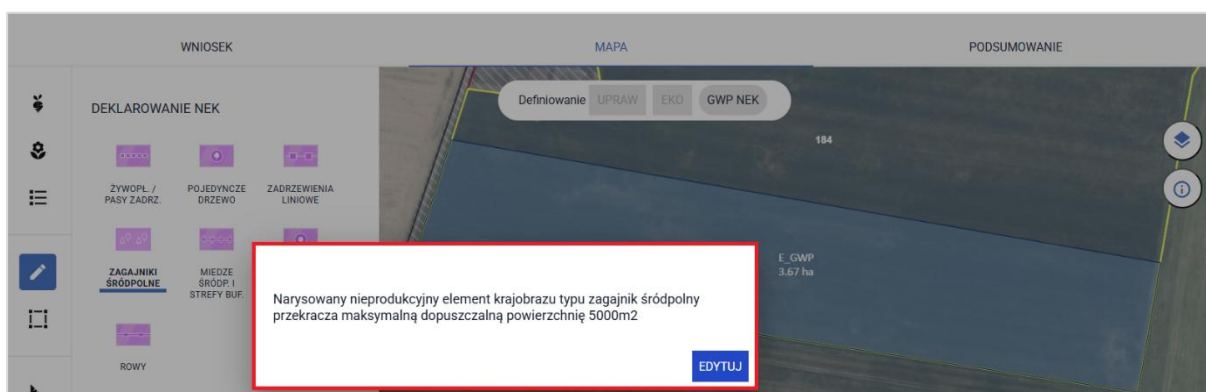 WNIOSEK MAPA PODSUMOWANIE
DEKLAROWANIE NEK
Definiowanie UPRAW EKO GWP NEK
184
ŻYWOPŁ. /
PASY ZADRZ.
POJEDYNCZE
DRZEWO
ZADRZEWIENIA
LINIOWE
ZAGAJNIKI
ŚRÓDPOLNE
MIEDZE
ŚRÓDP. I
STREFY BUF.
ROWY
E_GWP
3.67 ha
Narysowany nieprodukcyjny element krajobrazu typu zagajnik śródpolny
przekracza maksymalną dopuszczalną powierzchnię 5000m2
EDYTUJ